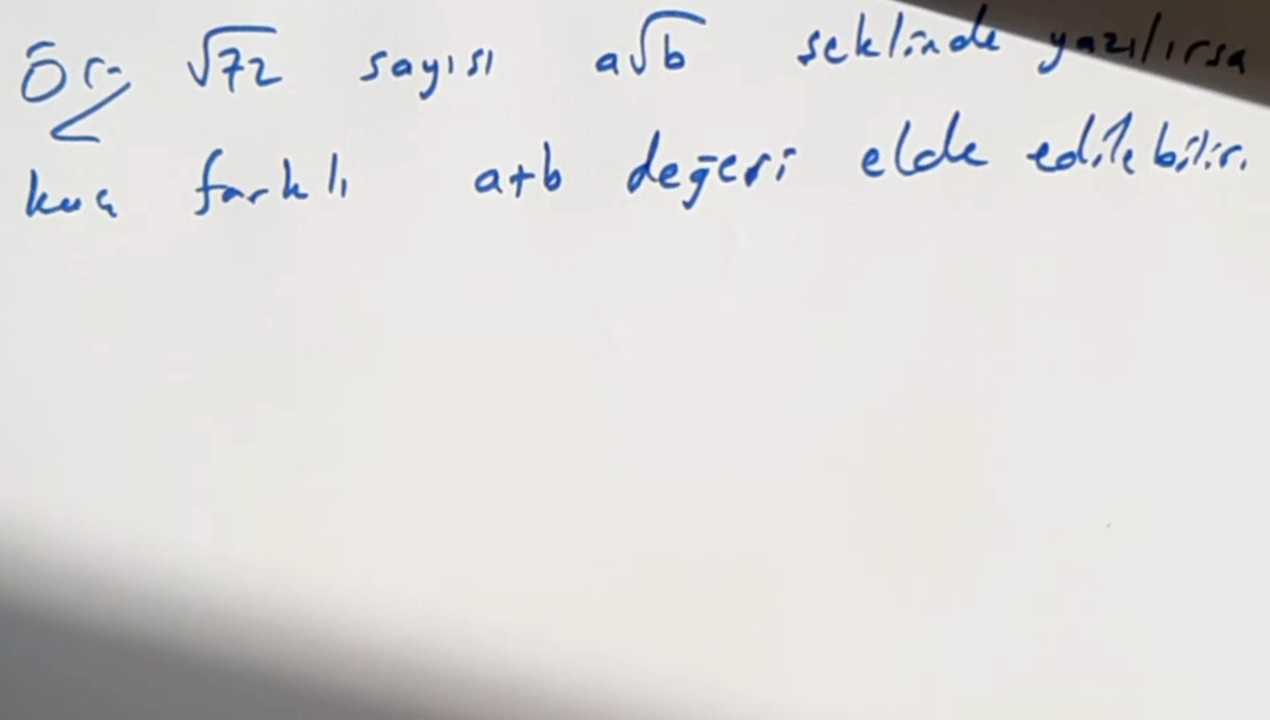 Ör. √72 sayısı a√b şeklinde yazılırsa
kaç farklı a+b değeri elde edilebilir.